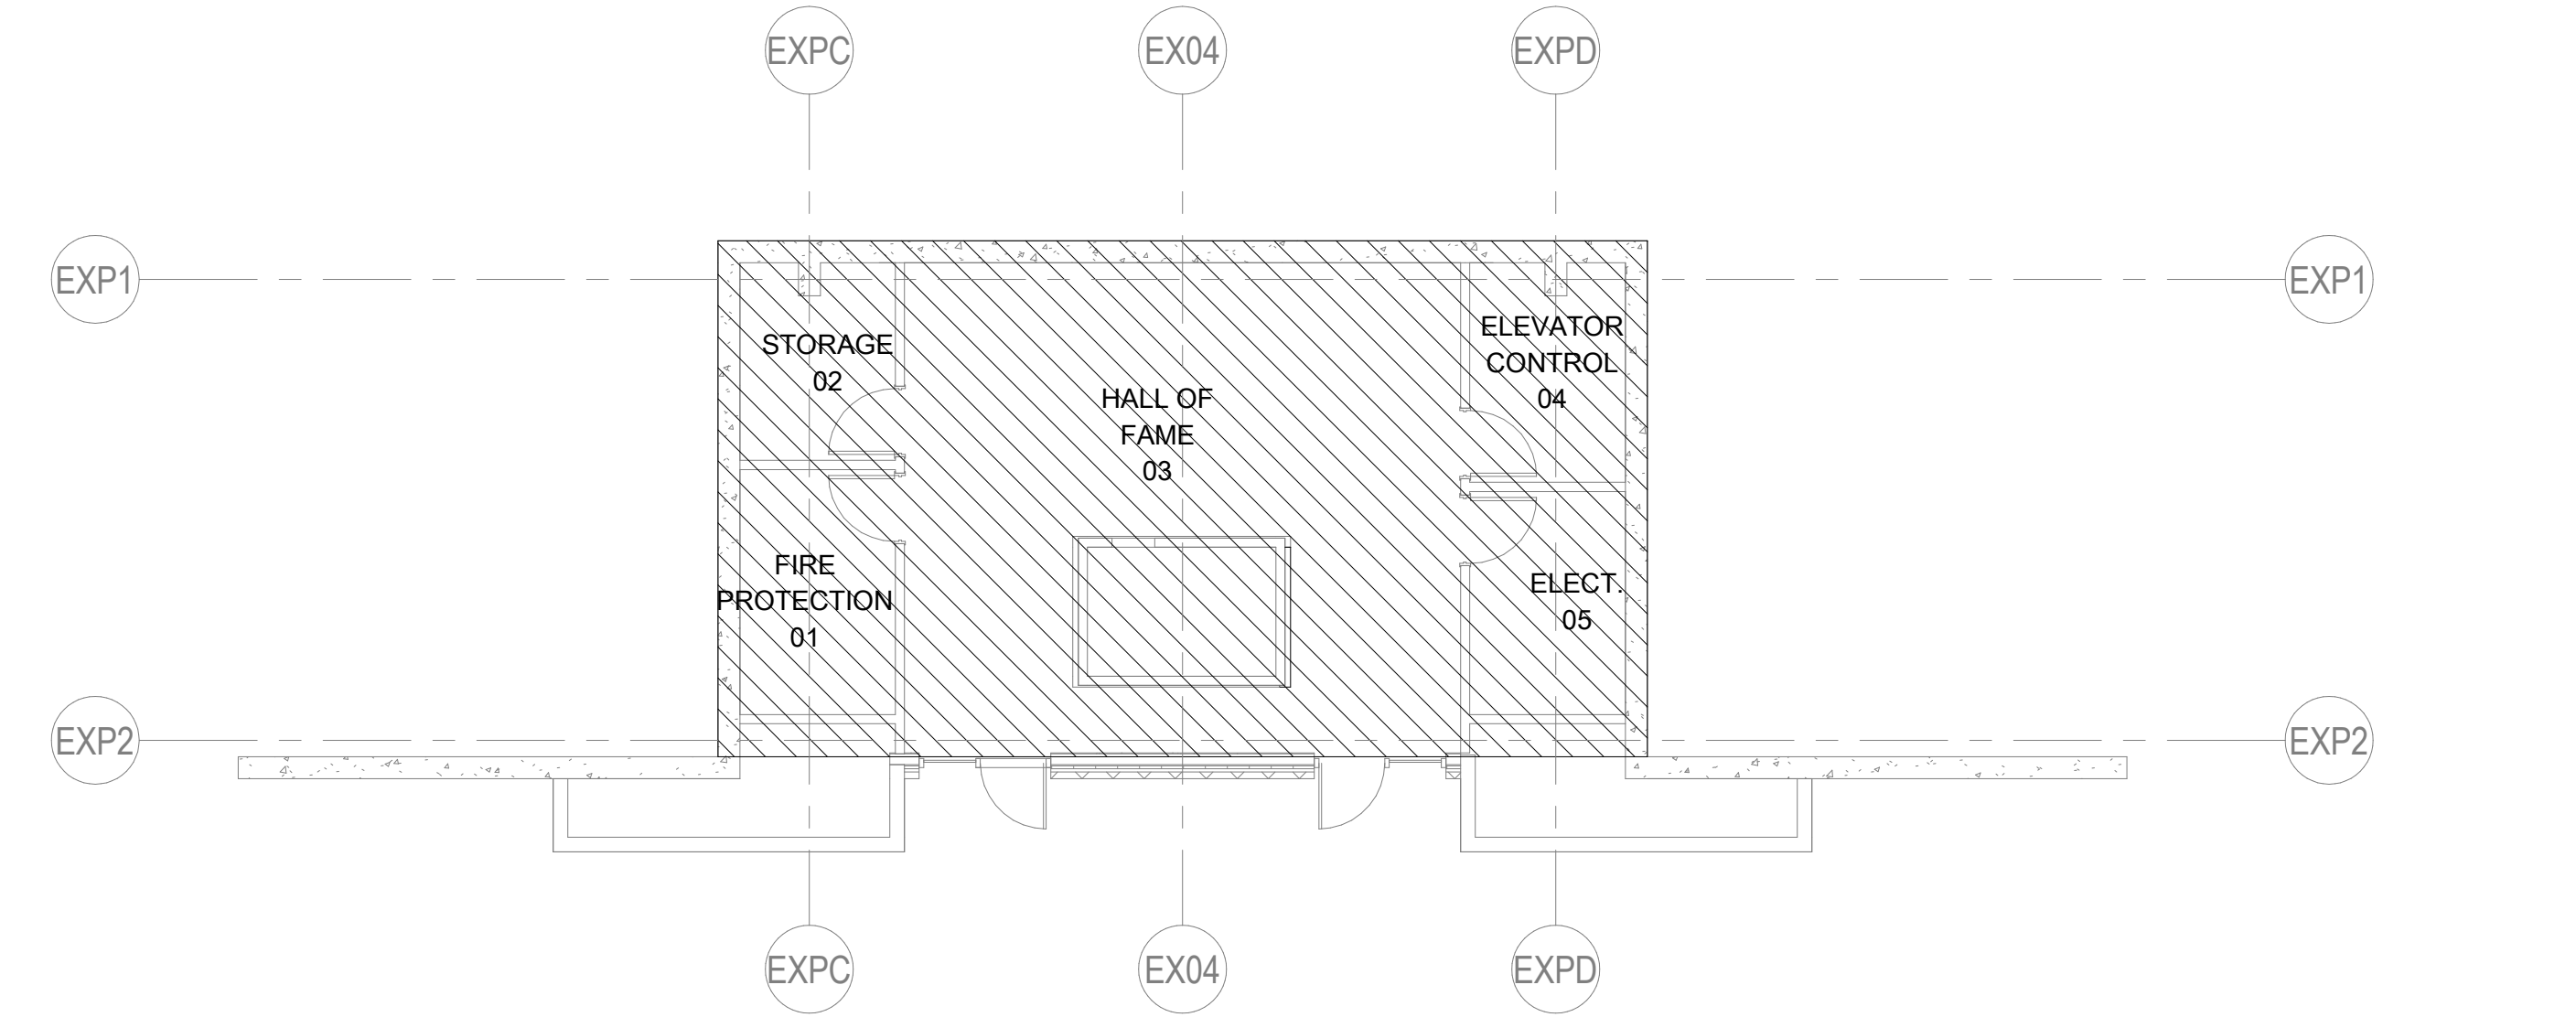 EXPC
EX04
EXPD
EXP1
EXP1
STORAGE
02
HALL OF
FAME
03
ELEVATOR
CONTROL
04
FIRE
PROTECTION
01
ELECT.
05
EXP2
EXP2
EXPC
EX04
EXPD